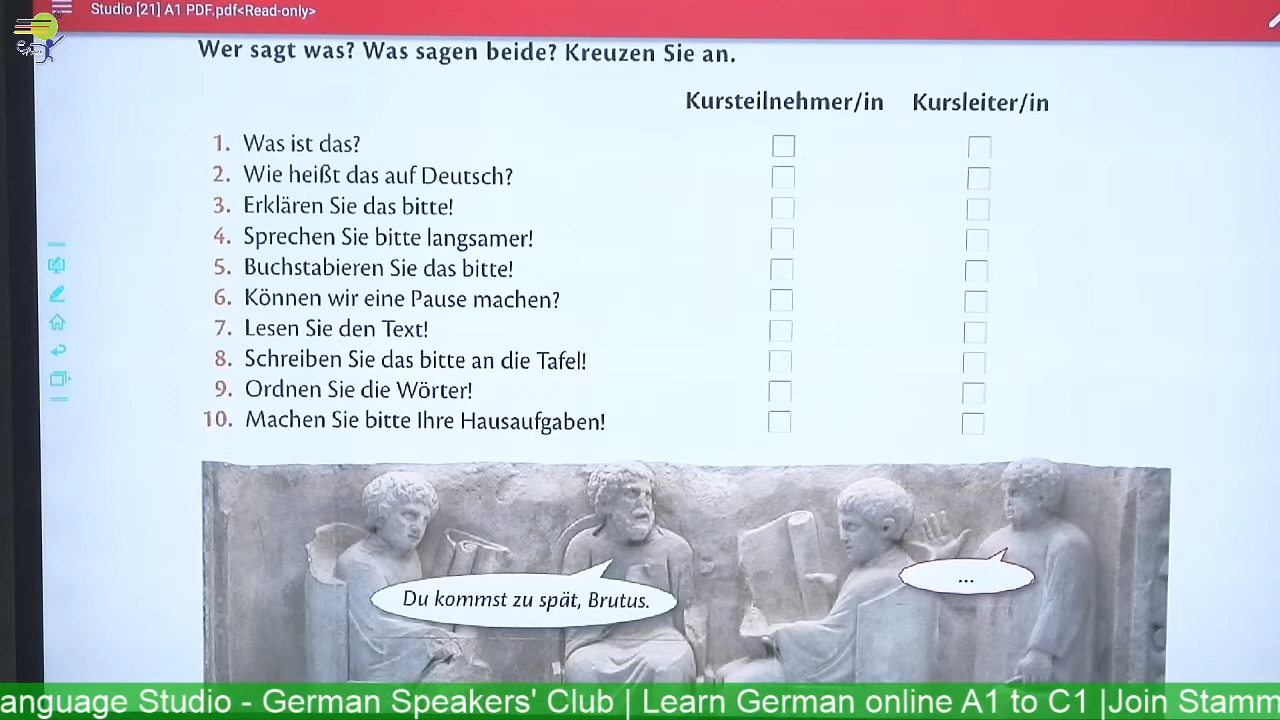 Studio [21] A1 PDF.pdf<Read-only>
Wer sagt was? Was sagen beide? Kreuzen Sie an.
Kursteilnehmer/in Kursleiter/in
1. Was ist das?
2. Wie heißt das auf Deutsch?
3. Erklären Sie das bitte!
4. Sprechen Sie bitte langsamer!
5. Buchstabieren Sie das bitte!
6. Können wir eine Pause machen?
7. Lesen Sie den Text!
8. Schreiben Sie das bitte an die Tafel!
9. Ordnen Sie die Wörter!
10. Machen Sie bitte Ihre Hausaufgaben!
...
Du kommst zu spät, Brutus.
anguage Studio - German Speakers' Club | Learn German online A1 to C1 |Join Stamm